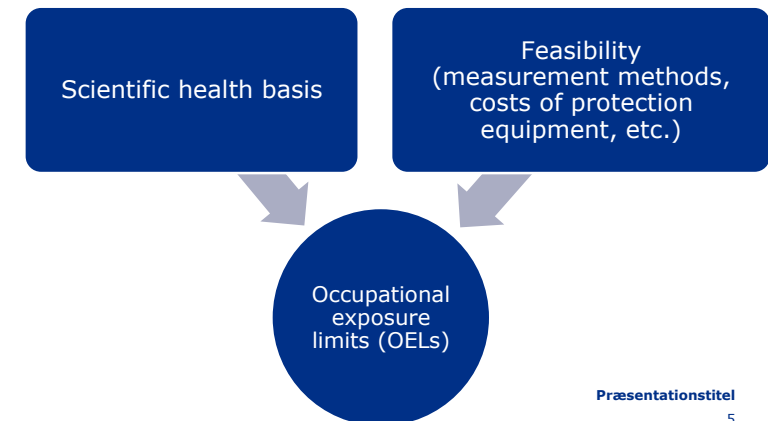 Scientific health basis
Feasibility
(measurement methods,
costs of protection
equipment, etc.)
Occupational
exposure
limits (OELs)
Præsentationstitel
5